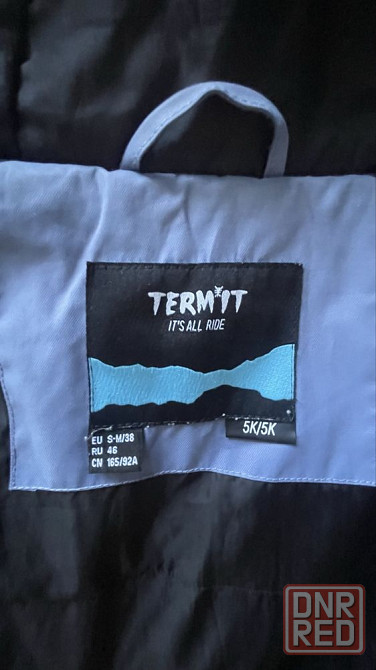 TERMIT
IT'S ALL RIDE
5K/5K
EU S-M/38
RU 46
CN 165/92A
DNR
RED